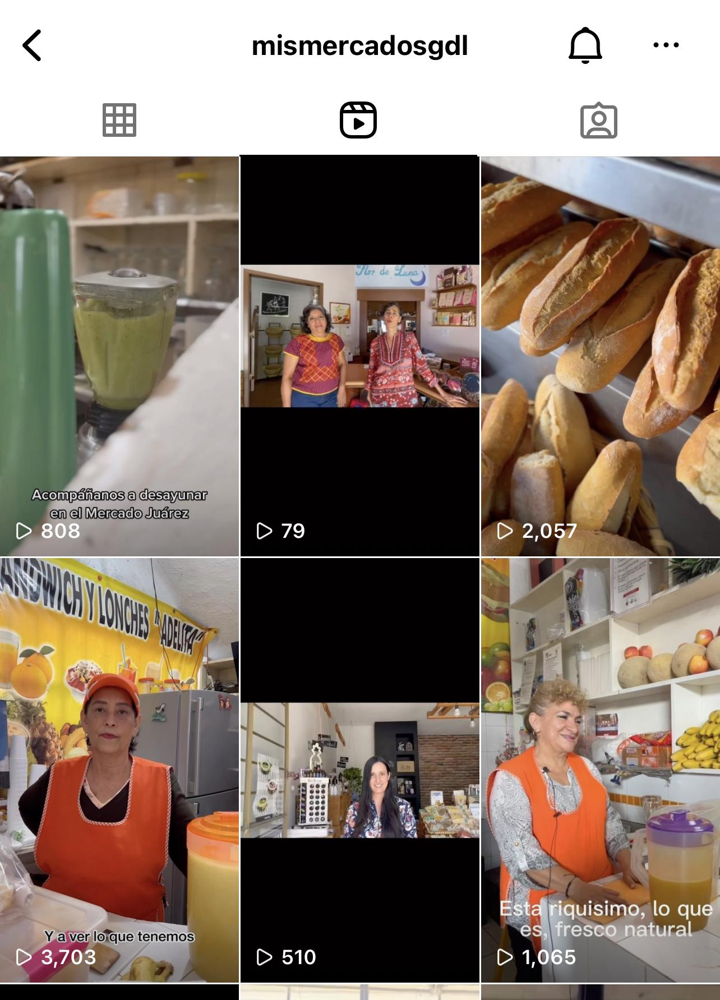 mismercadosgdl
Acompáñanos a desayunar
en el Mercado Juárez
808
Flor de Luna
79
2,057
ANDWICH Y LONCHES "ADELITA"
Y a ver lo que tenemos
3,703
510
Esta riquisimo, lo que
es, fresco natural
1,065